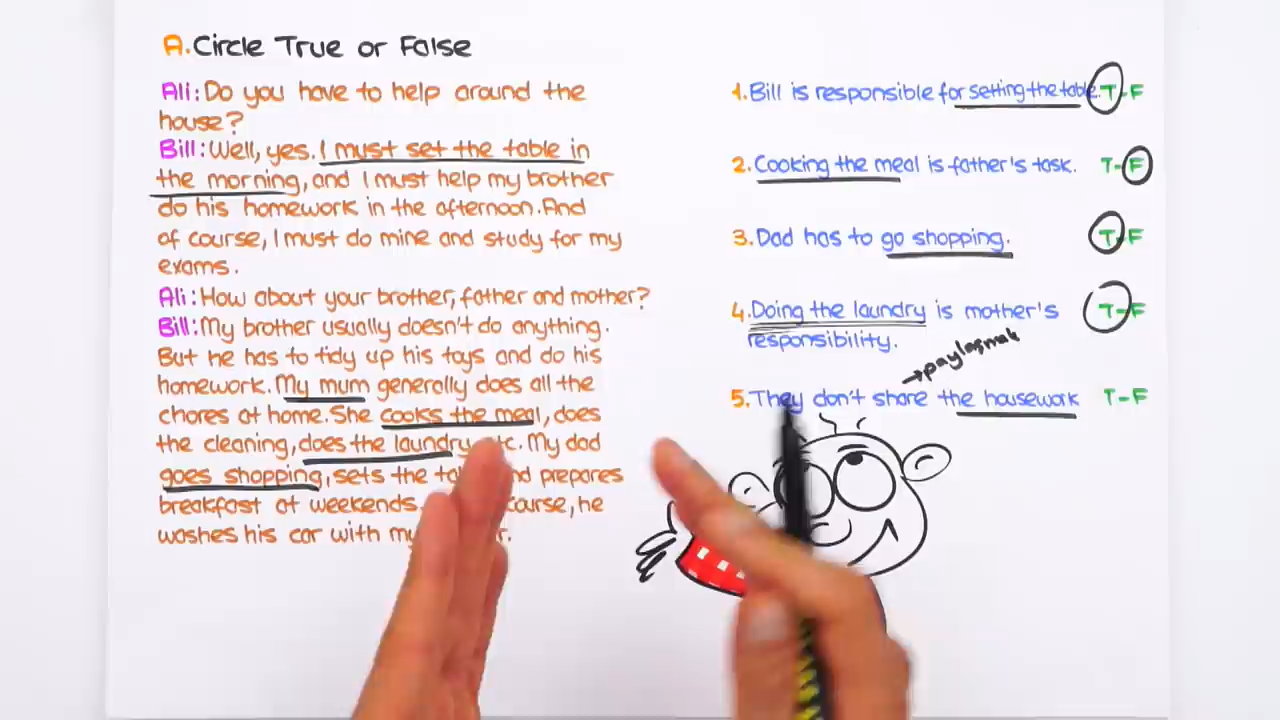 A. Circle True or False
Ali: Do you have to help around the
house?
Bill: Well, yes. I must set the table in
the morning, and I must help my brother
do his homework in the afternoon. And
of course, I must do mine and study for my
exams.
Ali: How about your brother, father and mother?
Bill: My brother usually doesn't do anything.
But he has to tidy up his toys and do his
homework. My mum generally does all the
chores at home. She cooks the meal, does
the cleaning, does the laundry My dad
goes shopping, sets the prepares
breakfast at weekends. he
washes his car with
1. Bill is responsible for setting the table. T-F
2. Cooking the meal is father's task. T-F
3. Dad has to go shopping. T-F
4. Doing the laundry is mother's
responsibility. T-F
→paylaşmak
5. They don't share the housework T-F